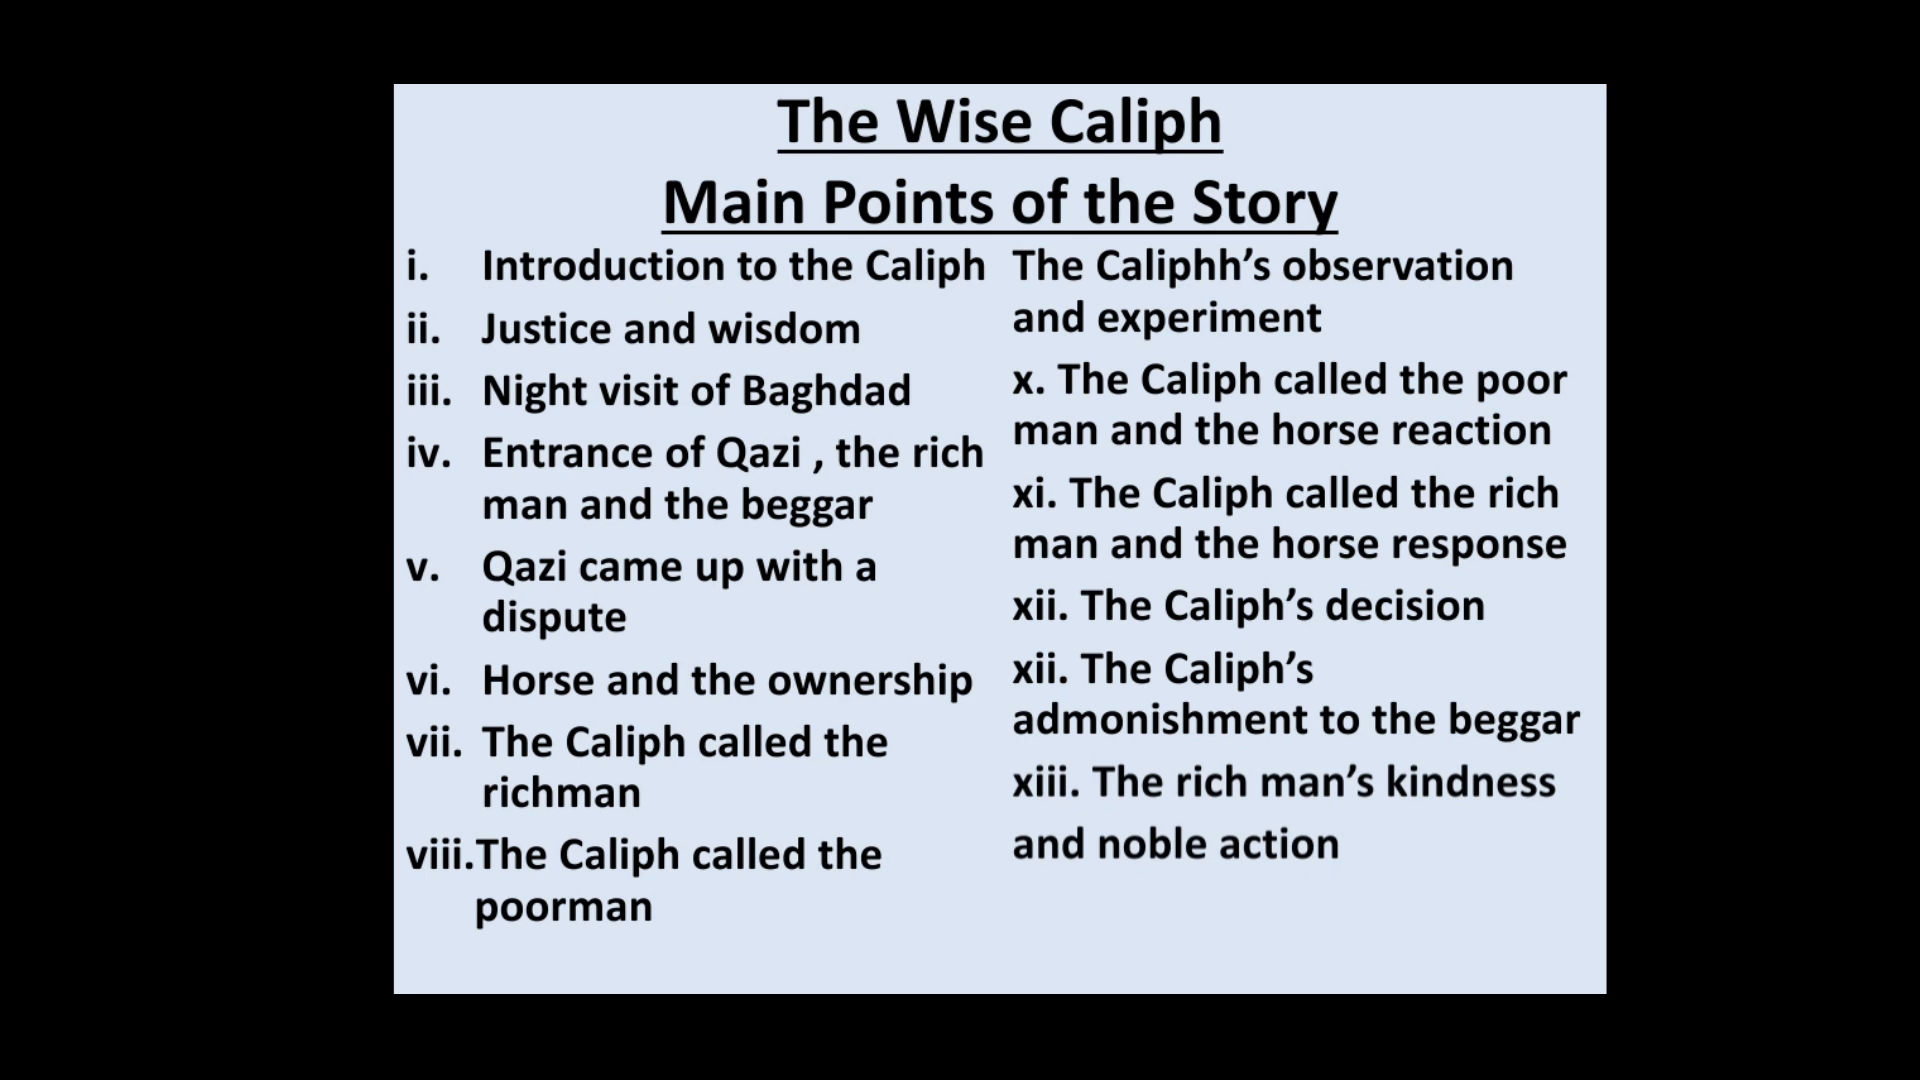 The Wise Caliph
Main Points of the Story
i. Introduction to the Caliph
ii. Justice and wisdom
iii. Night visit of Baghdad
iv. Entrance of Qazi , the rich
man and the beggar
v. Qazi came up with a
dispute
vi. Horse and the ownership
vii. The Caliph called the
richman
viii.The Caliph called the
poorman
The Caliphh’s observation
and experiment
x. The Caliph called the poor
man and the horse reaction
xi. The Caliph called the rich
man and the horse response
xii. The Caliph’s decision
xii. The Caliph’s
admonishment to the beggar
xiii. The rich man’s kindness
and noble action